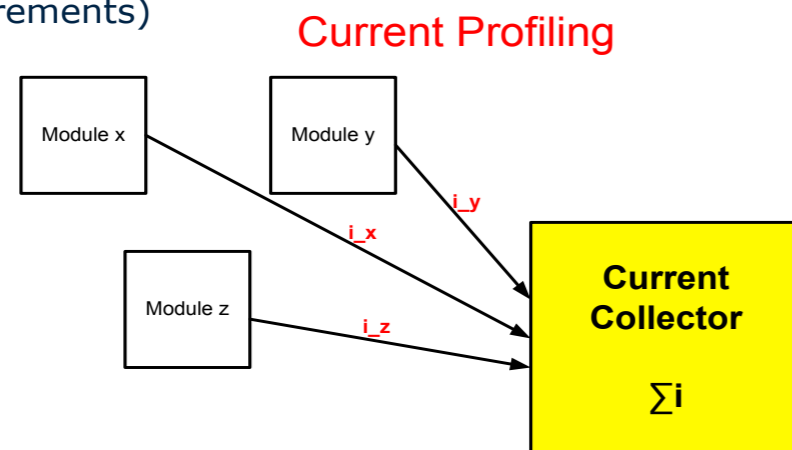 rements)
Current Profiling
Module x
Module y
i_y
i_x
Module z
i_z
Current
Collector
∑i